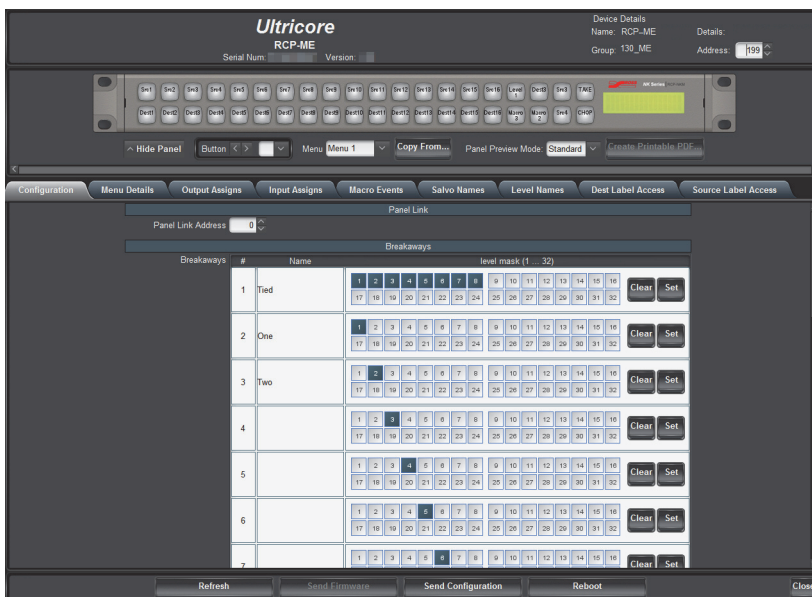 Ultricore
RCP-ME
Serial Num: Version:
Device Details
Name: RCP-ME Details:
Group: 130_ME Address: 199
Src1 Src2 Src3 Src4 Src5 Src6 Src7 Src8 Src9 Src10 Src11 Src12 Src13 Src14 Src15 Src16 Level 1 Dest3 Src3 TAKE
NK Series
Dest1 Dest2 Dest3 Dest4 Dest5 Dest6 Dest7 Dest8 Dest9 Dest10 Dest11 Dest12 Dest13 Dest14 Dest15 Dest16 Macro 2 Macro 2 Src4 CHOP
Hide Panel Button < > Menu Menu 1 Copy From... Panel Preview Mode: Standard Create Printable PDF...
Configuration Menu Details Output Assigns Input Assigns Macro Events Salvo Names Level Names Dest Label Access Source Label Access
Panel Link
Panel Link Address 0
Breakaways
Breakaways # Name level mask (1 ... 32)
1 2 3 4 5 6 7 8 9 10 11 12 13 14 15 16
1 Tied Clear Set
17 18 19 20 21 22 23 24 25 26 27 28 29 30 31 32
1 2 3 4 5 6 7 8 9 10 11 12 13 14 15 16
2 One Clear Set
17 18 19 20 21 22 23 24 25 26 27 28 29 30 31 32
1 2 3 4 5 6 7 8 9 10 11 12 13 14 15 16
3 Two Clear Set
17 18 19 20 21 22 23 24 25 26 27 28 29 30 31 32
1 2 3 4 5 6 7 8 9 10 11 12 13 14 15 16
4 Clear Set
17 18 19 20 21 22 23 24 25 26 27 28 29 30 31 32
1 2 3 4 5 6 7 8 9 10 11 12 13 14 15 16
5 Clear Set
17 18 19 20 21 22 23 24 25 26 27 28 29 30 31 32
1 2 3 4 5 6 7 8 9 10 11 12 13 14 15 16
6 Clear Set
17 18 19 20 21 22 23 24 25 26 27 28 29 30 31 32
1 2 3 4 5 6 7 8 9 10 11 12 13 14 15 16
7 Clear Set
Refresh Send Firmware Send Configuration Reboot Close